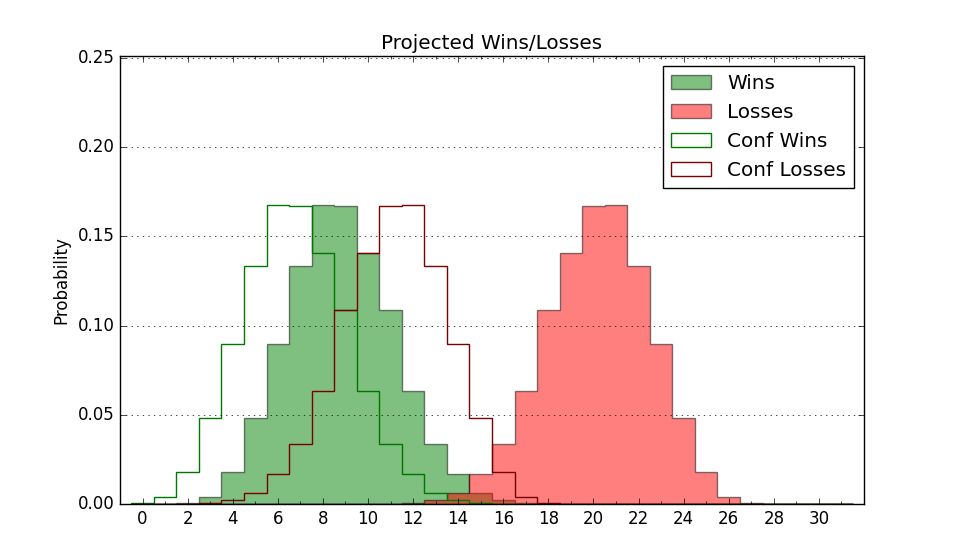 Projected Wins/Losses
0.25
0.20
0.15
0.10
0.05
0.00
Probability
Wins
Losses
Conf Wins
Conf Losses
0 2 4 6 8 10 12 14 16 18 20 22 24 26 28 30